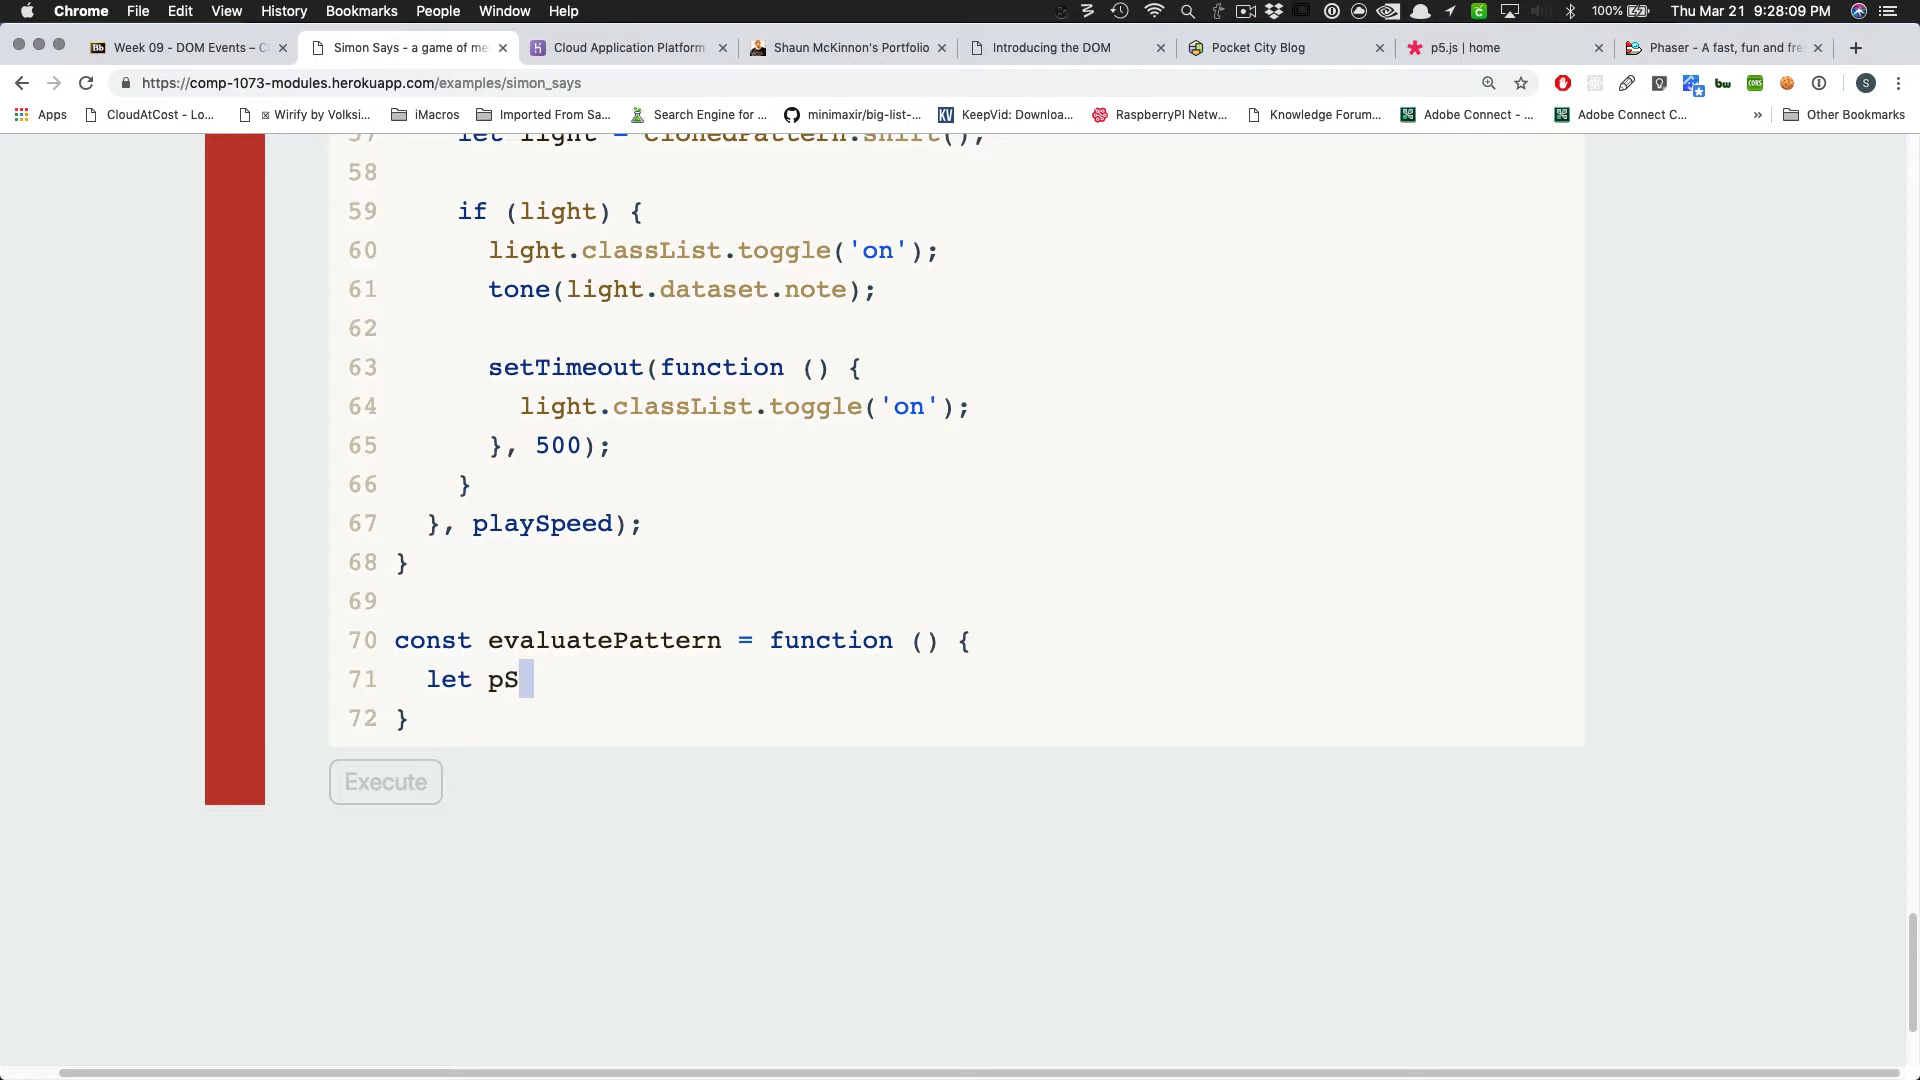 Chrome File Edit View History Bookmarks People Window Help 100% Thu Mar 21 9:28:09 PM
Week 09 - DOM Events – C
Simon Says - a game of me
Cloud Application Platform
Shaun McKinnon's Portfolio
Introducing the DOM
Pocket City Blog
p5.js | home
Phaser - A fast, fun and fre
https://comp-1073-modules.herokuapp.com/examples/simon_says
Apps CloudAtCost - Lo... Wirify by Volksi... iMacros Imported From Sa... Search Engine for ... minimaxir/big-list-... KeepVid: Downloa... RaspberryPI Netw... Knowledge Forum... Adobe Connect - ... Adobe Connect C... » Other Bookmarks
57 let light = clonedPattern.shift();
58
59 if (light) {
60 light.classList.toggle('on');
61 tone(light.dataset.note);
62
63 setTimeout(function () {
64 light.classList.toggle('on');
65 }, 500);
66 }
67 }, playSpeed);
68 }
69
70 const evaluatePattern = function () {
71 let pS
72 }
Execute